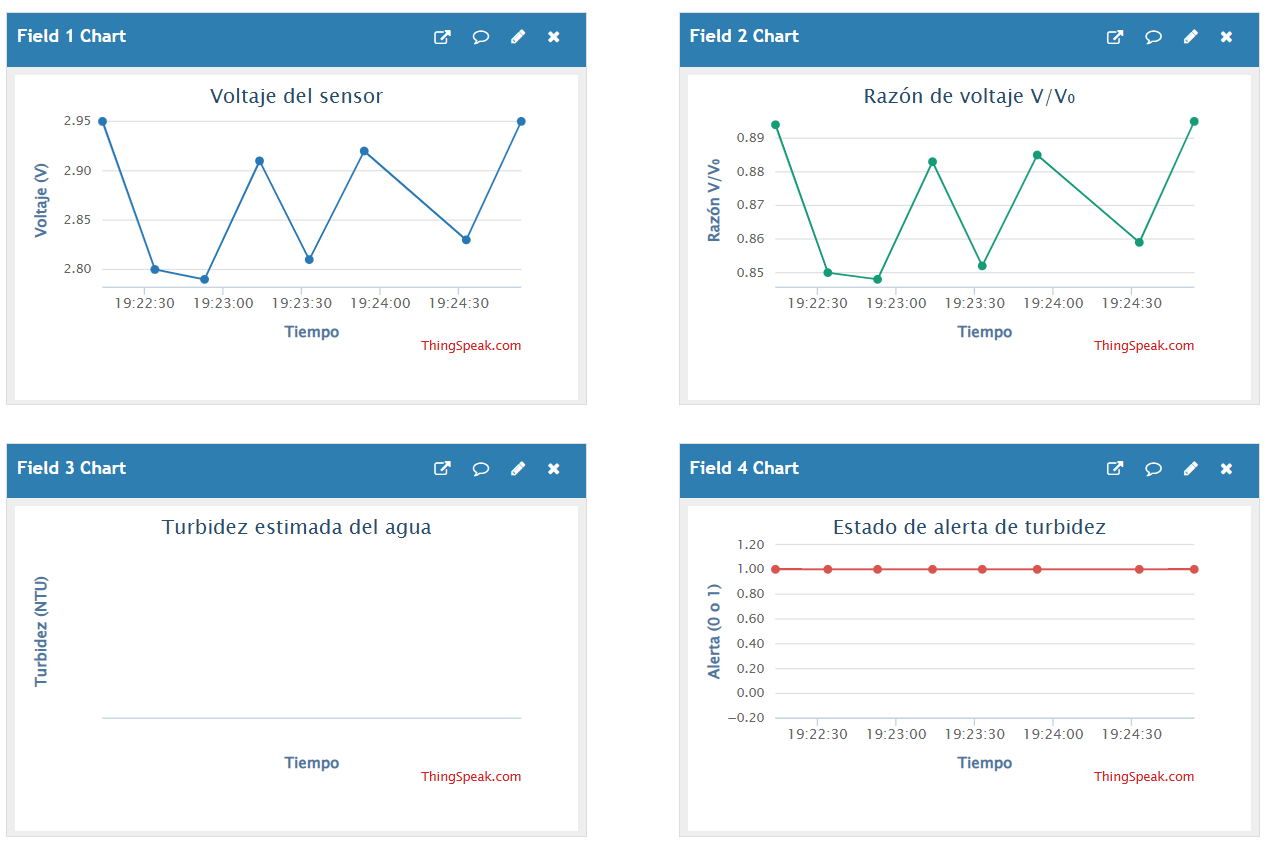 Field 1 Chart
Voltaje del sensor
Voltaje (V)
2.95
2.90
2.85
2.80
19:22:30 19:23:00 19:23:30 19:24:00 19:24:30
Tiempo
ThingSpeak.com
Field 2 Chart
Razón de voltaje V/V₀
Razón V/V₀
0.89
0.88
0.87
0.86
0.85
19:22:30 19:23:00 19:23:30 19:24:00 19:24:30
Tiempo
ThingSpeak.com
Field 3 Chart
Turbidez estimada del agua
Turbidez (NTU)
Tiempo
ThingSpeak.com
Field 4 Chart
Estado de alerta de turbidez
Alerta (0 o 1)
1.20
1.00
0.80
0.60
0.40
0.20
0.00
−0.20
19:22:30 19:23:00 19:23:30 19:24:00 19:24:30
Tiempo
ThingSpeak.com